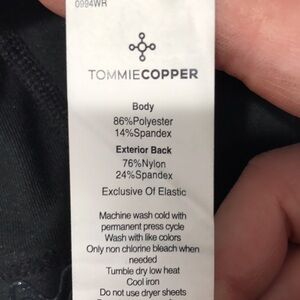 0994WR
TOMMIECOPPER
Body
86%Polyester
14%Spandex
Exterior Back
76%Nylon
24%Spandex
Exclusive Of Elastic
Machine wash cold with
permanent press cycle
Wash with like colors
Only non chlorine bleach when
needed
Tumble dry low heat
Cool iron
Do not use dryer sheets